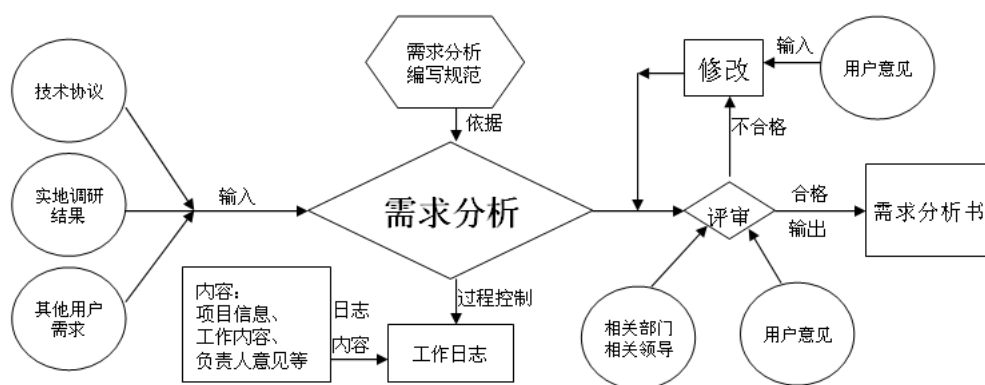 技术协议
实地调研
结果
其他用户
需求
输入
需求分析
编写规范
依据
需求分析
过程控制
内容：
项目信息、
工作内容、
负责人意见等
日志
内容
工作日志
修改
输入
用户意见
不合格
评审
合格
输出
需求分析书
相关部门
相关领导
用户意见